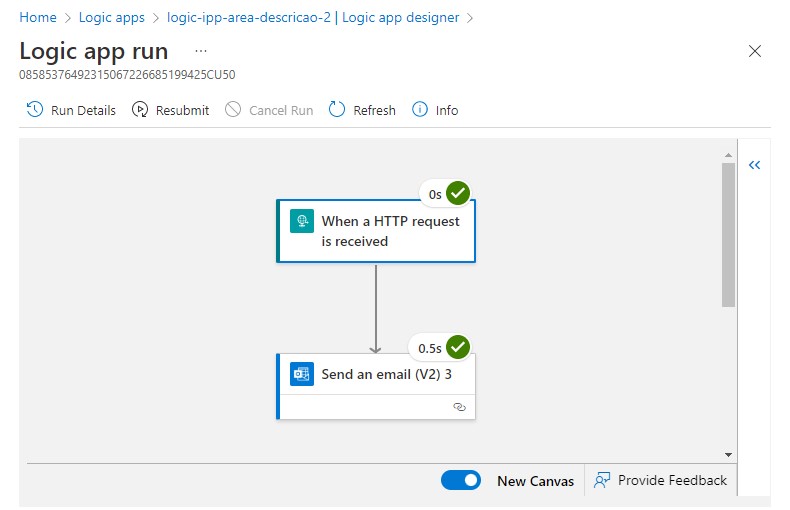 Home > Logic apps > logic-ipp-area-descricao-2 | Logic app designer >
Logic app run ...
08585376492315067226685199425CU50
Run Details Resubmit Cancel Run Refresh Info
0s
When a HTTP request
is received
0.5s
Send an email (V2) 3
New Canvas Provide Feedback